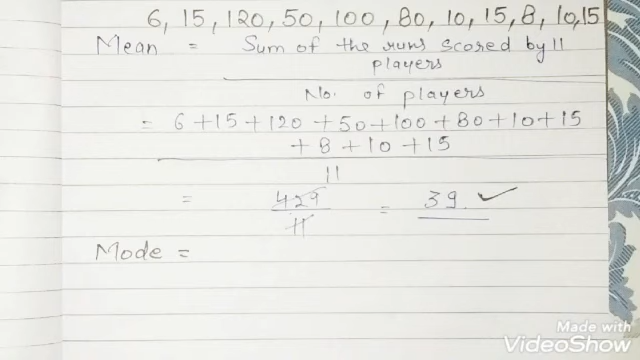 6, 15, 120, 50, 100, 80, 10, 15, 8, 10, 15
Mean = Sum of the runs scored by 11
players
No. of players
= 6 + 15 + 120 + 50 + 100 + 80 + 10 + 15
+ 8 + 10 + 15
11
= 429 = 39.
11
Mode =
Made with
VideoShow